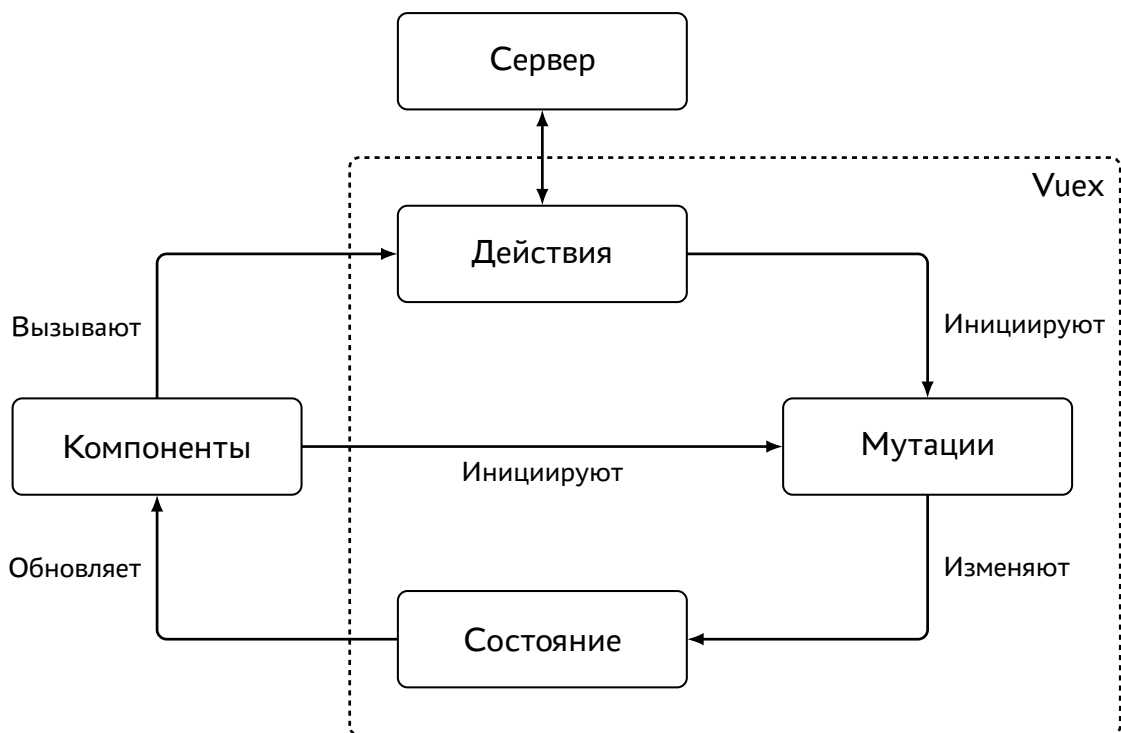 Сервер
Vuex
Действия
Вызывают
Инициируют
Компоненты
Инициируют
Мутации
Обновляет
Изменяют
Состояние